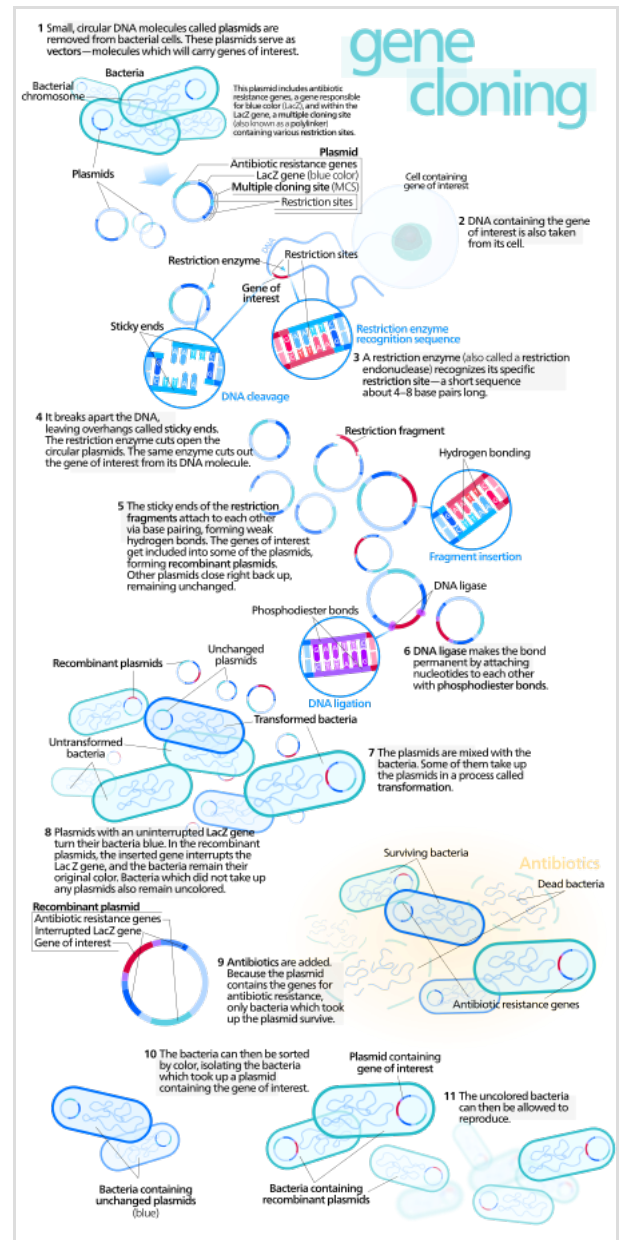 gene
cloning
1 Small, circular DNA molecules called plasmids are
removed from bacterial cells. These plasmids serve as
vectors—molecules which will carry genes of interest.
Bacteria
Bacterial
chromosome
This plasmid includes antibiotic
resistance genes, a gene responsible
for blue color (LacZ), and within the
LacZ gene, a multiple cloning site
(also known as a polylinker)
containing various restriction sites.
Plasmids
Plasmid
Antibiotic resistance genes
LacZ gene (blue color)
Multiple cloning site (MCS)
Restriction sites
Cell containing
gene of interest
2 DNA containing the gene
of interest is also taken
from its cell.
DNA
Restriction enzyme
Restriction sites
Gene of
interest
Sticky ends
DNA cleavage
Restriction enzyme
recognition sequence
3 A restriction enzyme (also called a restriction
endonuclease) recognizes its specific
restriction site—a short sequence
about 4–8 base pairs long.
4 It breaks apart the DNA,
leaving overhangs called sticky ends.
The restriction enzyme cuts open the
circular plasmids. The same enzyme cuts out
the gene of interest from its DNA molecule.
Restriction fragment
Hydrogen bonding
Fragment insertion
5 The sticky ends of the restriction
fragments attach to each other
via base pairing, forming weak
hydrogen bonds. The genes of interest
get included into some of the plasmids,
forming recombinant plasmids.
Other plasmids close right back up,
remaining unchanged.
DNA ligase
Phosphodiester bonds
DNA ligation
6 DNA ligase makes the bond
permanent by attaching
nucleotides to each other
with phosphodiester bonds.
Recombinant plasmids
Unchanged
plasmids
Transformed bacteria
Untransformed
bacteria
7 The plasmids are mixed with the
bacteria. Some of them take up
the plasmids in a process called
transformation.
8 Plasmids with an uninterrupted LacZ gene
turn their bacteria blue. In the recombinant
plasmids, the inserted gene interrupts the
Lac Z gene, and the bacteria remain their
original color. Bacteria which did not take up
any plasmids also remain uncolored.
Surviving bacteria
Antibiotics
Dead bacteria
Antibiotic resistance genes
Recombinant plasmid
Antibiotic resistance genes
Interrupted LacZ gene
Gene of interest
9 Antibiotics are added.
Because the plasmid
contains the genes for
antibiotic resistance,
only bacteria which took
up the plasmid survive.
10 The bacteria can then be sorted
by color, isolating the bacteria
which took up a plasmid
containing the gene of interest.
Plasmid containing
gene of interest
11 The uncolored bacteria
can then be allowed to
reproduce.
Bacteria containing
unchanged plasmids
(blue)
Bacteria containing
recombinant plasmids